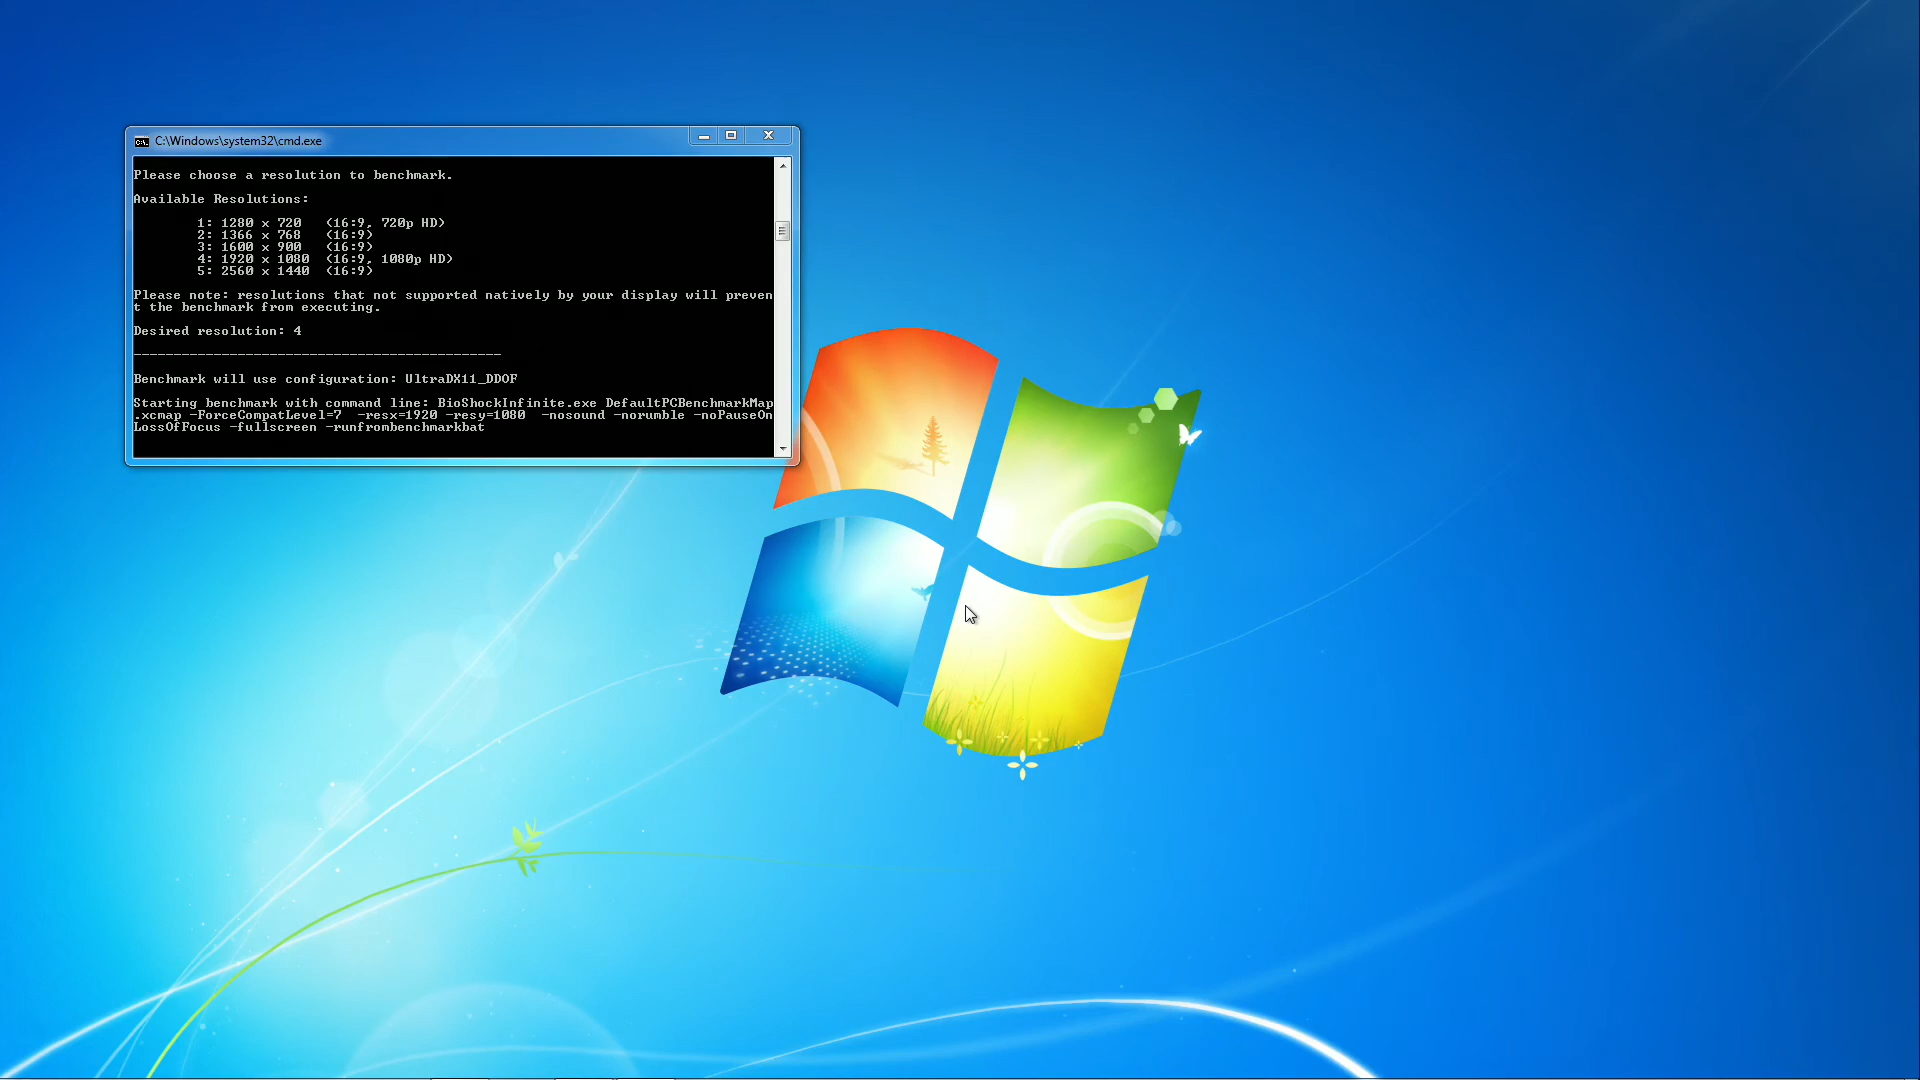 C:\Windows\system32\cmd.exe
Please choose a resolution to benchmark.
Available Resolutions:
1: 1280 x 720 (16:9, 720p HD)
2: 1366 x 768 (16:9)
3: 1600 x 900 (16:9)
4: 1920 x 1080 (16:9, 1080p HD)
5: 2560 x 1440 (16:9)
Please note: resolutions that not supported natively by your display will preven
t the benchmark from executing.
Desired resolution: 4
----------------------------------------------
Benchmark will use configuration: UltraDX11_DDOF
Starting benchmark with command line: BioShockInfinite.exe DefaultPCBenchmarkMap
.xcmap -ForceCompatLevel=7 -resx=1920 -resy=1080 -nosound -norumble -noPauseOn
LossOfFocus -fullscreen -runfrombenchmarkbat